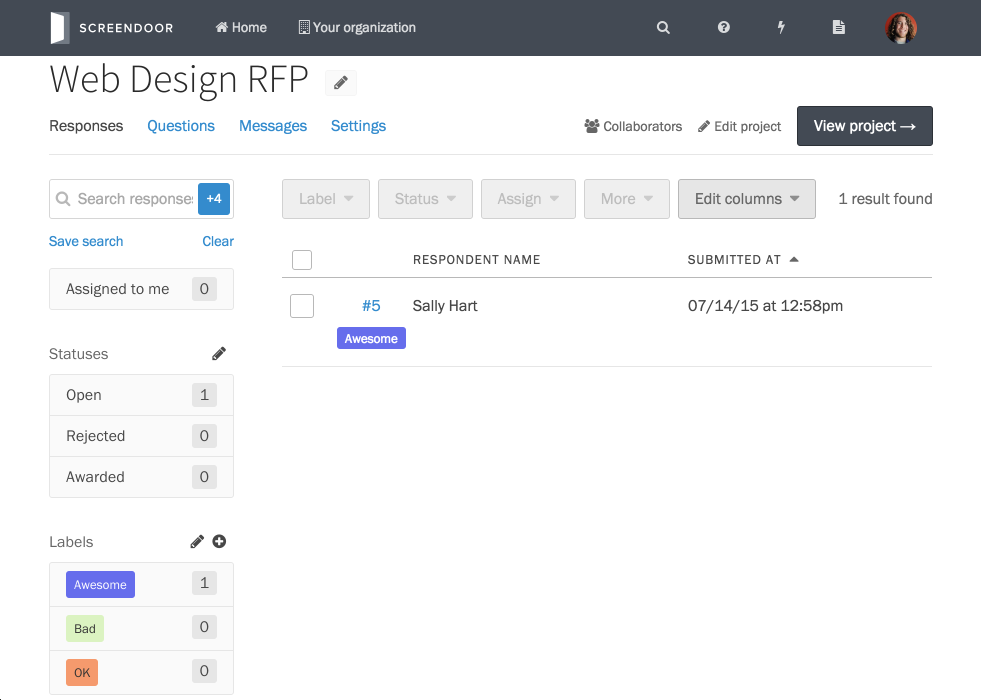 SCREENDOOR Home Your organization
Web Design RFP
Responses Questions Messages Settings Collaborators Edit project View project →
Search responses +4 Label Status Assign More Edit columns 1 result found
Save search Clear
RESPONDENT NAME SUBMITTED AT
Assigned to me 0
#5 Sally Hart 07/14/15 at 12:58pm
Awesome
Statuses
Open 1
Rejected 0
Awarded 0
Labels
Awesome 1
Bad 0
OK 0